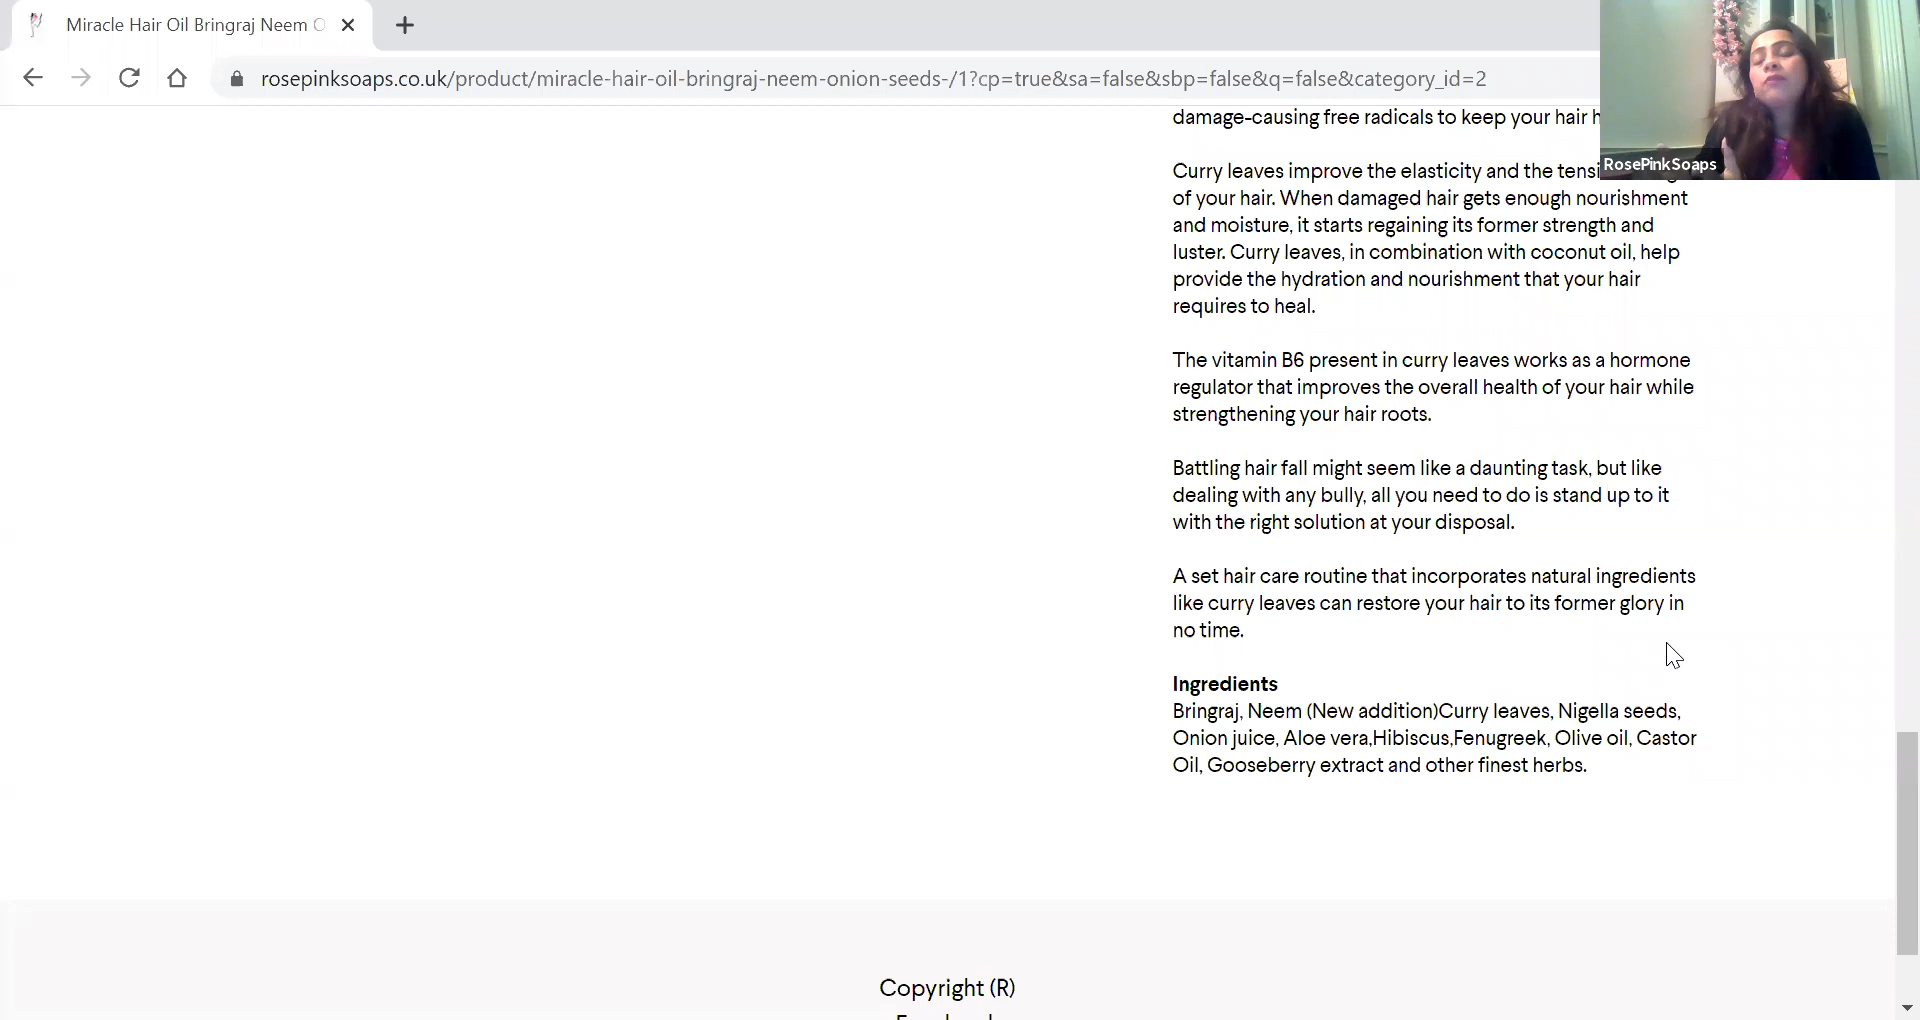 Miracle Hair Oil Bringraj Neem O
rosepinksoaps.co.uk/product/miracle-hair-oil-bringraj-neem-onion-seeds-/1?cp=true&sa=false&sbp=false&q=false&category_id=2
RosePinkSoaps
damage-causing free radicals to keep your hair
Curry leaves improve the elasticity and the
of your hair. When damaged hair gets enough nourishment
and moisture, it starts regaining its former strength and
luster. Curry leaves, in combination with coconut oil, help
provide the hydration and nourishment that your hair
requires to heal.
The vitamin B6 present in curry leaves works as a hormone
regulator that improves the overall health of your hair while
strengthening your hair roots.
Battling hair fall might seem like a daunting task, but like
dealing with any bully, all you need to do is stand up to it
with the right solution at your disposal.
A set hair care routine that incorporates natural ingredients
like curry leaves can restore your hair to its former glory in
no time.
Ingredients
Bringraj, Neem (New addition)Curry leaves, Nigella seeds,
Onion juice, Aloe vera,Hibiscus,Fenugreek, Olive oil, Castor
Oil, Gooseberry extract and other finest herbs.
Copyright (R)